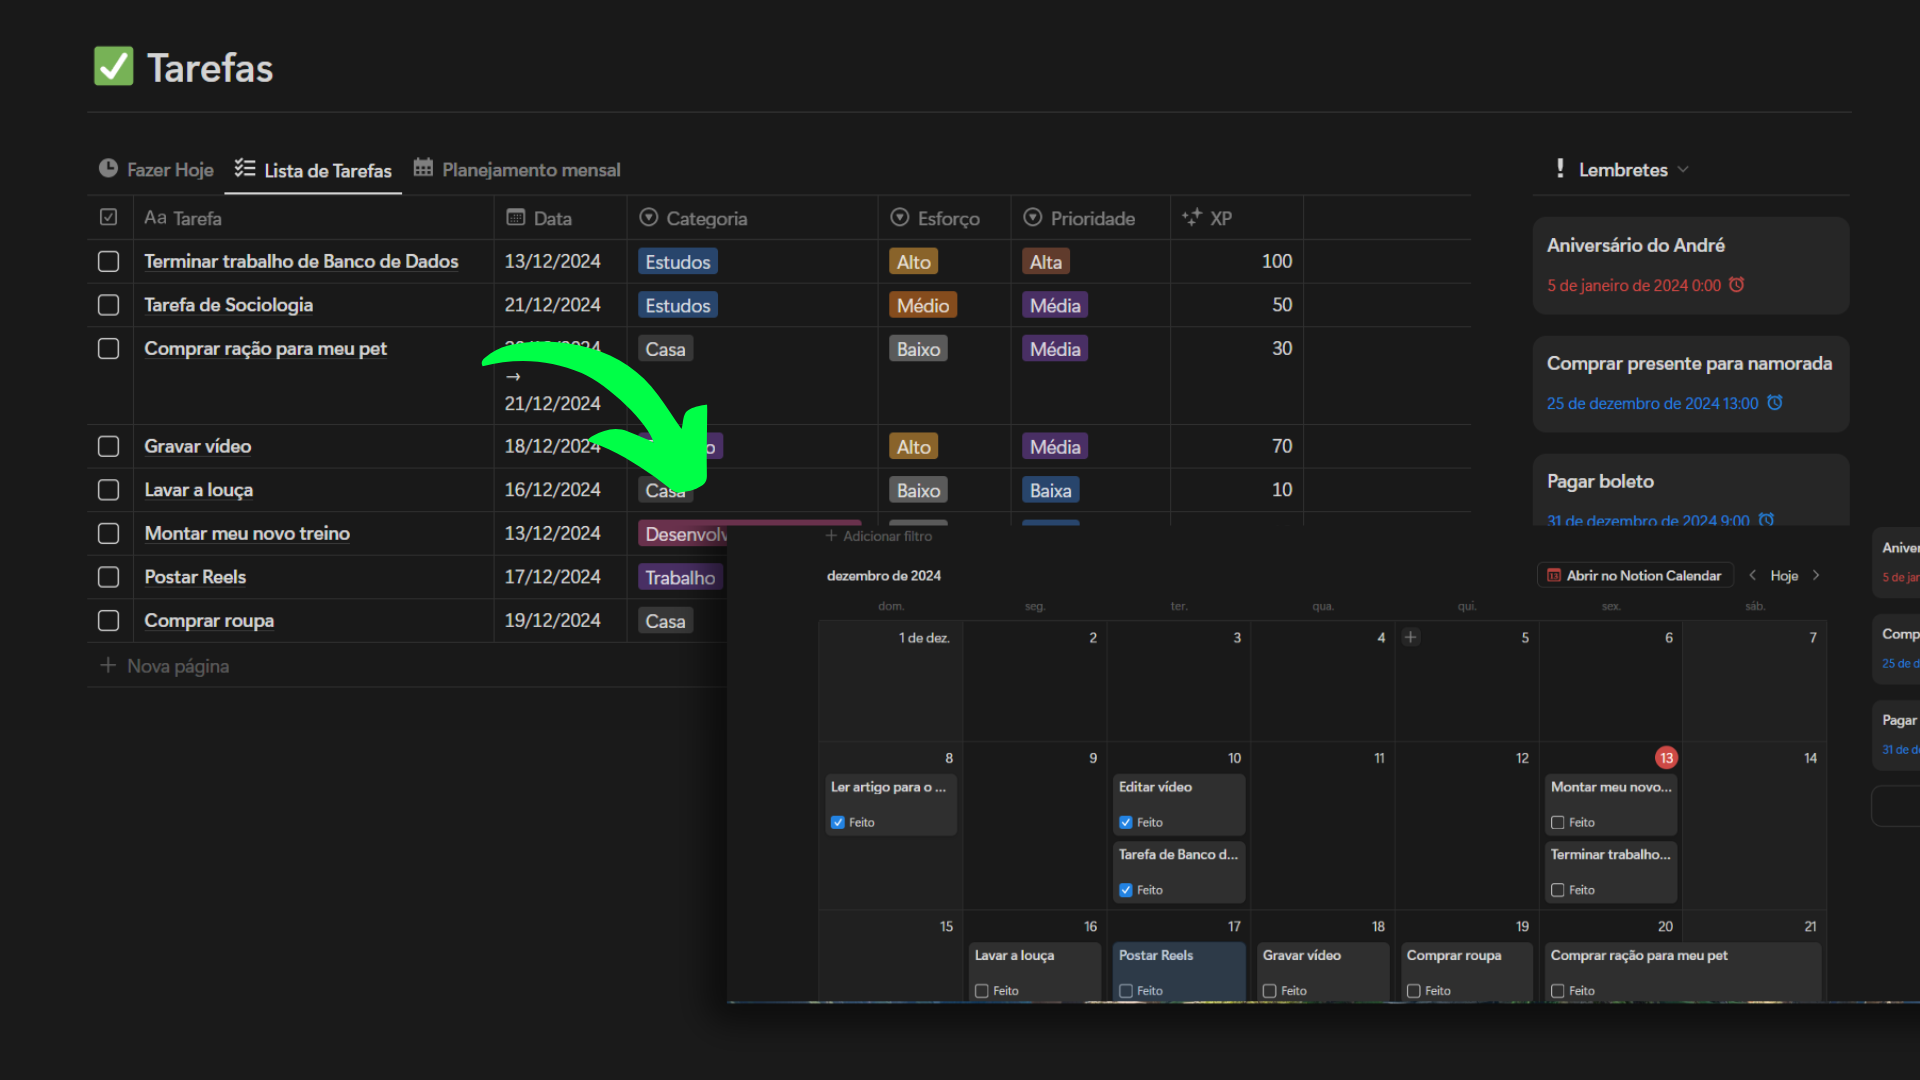 Tarefas
Fazer Hoje Lista de Tarefas Planejamento mensal
Aa Tarefa Data Categoria Esforço Prioridade XP
Terminar trabalho de Banco de Dados 13/12/2024 Estudos Alto Alta 100
Tarefa de Sociologia 21/12/2024 Estudos Médio Média 50
Comprar ração para meu pet Casa Baixo Média 30
→
21/12/2024
Gravar vídeo 18/12/2024 Alto Média 70
Lavar a louça 16/12/2024 Casa Baixo Baixa 10
Montar meu novo treino 13/12/2024 Desenvolv
Postar Reels 17/12/2024 Trabalho
Comprar roupa 19/12/2024 Casa
+ Nova página
Lembretes
Aniversário do André
5 de janeiro de 2024 0:00
Comprar presente para namorada
25 de dezembro de 2024 13:00
Pagar boleto
31 de dezembro de 2024 9:00
+ Adicionar filtro
dezembro de 2024 Abrir no Notion Calendar < Hoje >
dom. seg. ter. qua. qui. sex. sáb.
1 de dez. 2 3 4 + 5 6 7
8 9 10 11 12 13 14
Ler artigo para o ... Editar vídeo Montar meu novo...
Feito Feito Feito
Tarefa de Banco d... Terminar trabalho...
Feito Feito
15 16 17 18 19 20 21
Lavar a louça Postar Reels Gravar vídeo Comprar roupa Comprar ração para meu pet
Feito Feito Feito Feito Feito
Aniver
5 de jan
Comp
25 de d
Pagar
31 de de